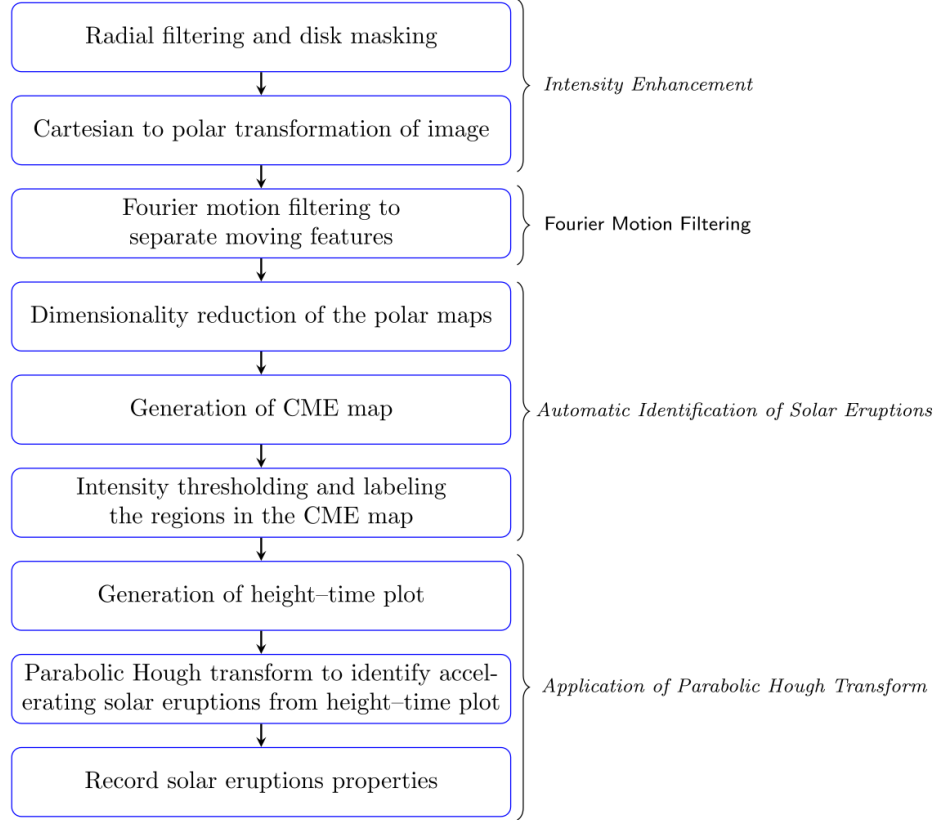 Radial filtering and disk masking
Intensity Enhancement
Cartesian to polar transformation of image
Fourier motion filtering to
separate moving features
Fourier Motion Filtering
Dimensionality reduction of the polar maps
Generation of CME map
Automatic Identification of Solar Eruptions
Intensity thresholding and labeling
the regions in the CME map
Generation of height–time plot
Parabolic Hough transform to identify accel-
erating solar eruptions from height–time plot
Application of Parabolic Hough Transform
Record solar eruptions properties